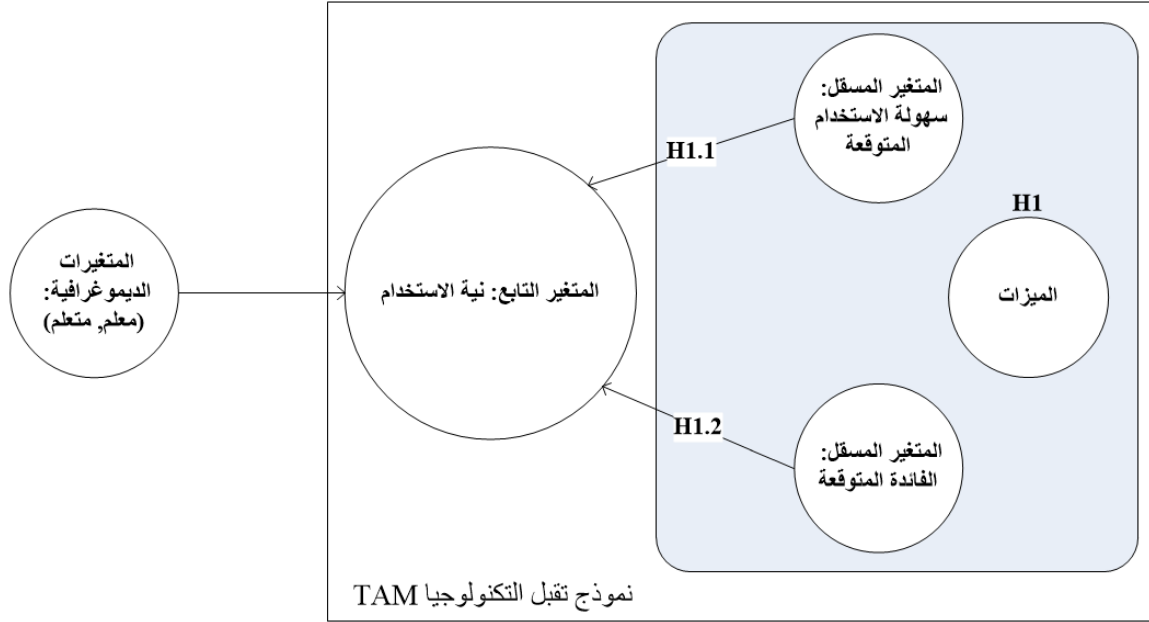 المتغير المسقل:
سهولة الاستخدام
المتوقعة
H1.1
H1
الميزات
المتغير التابع: نية الاستخدام
المتغيرات
الديموغرافية:
(معلم, متعلم)
H1.2
المتغير المسقل:
الفائدة المتوقعة
نموذج تقبل التكنولوجيا TAM